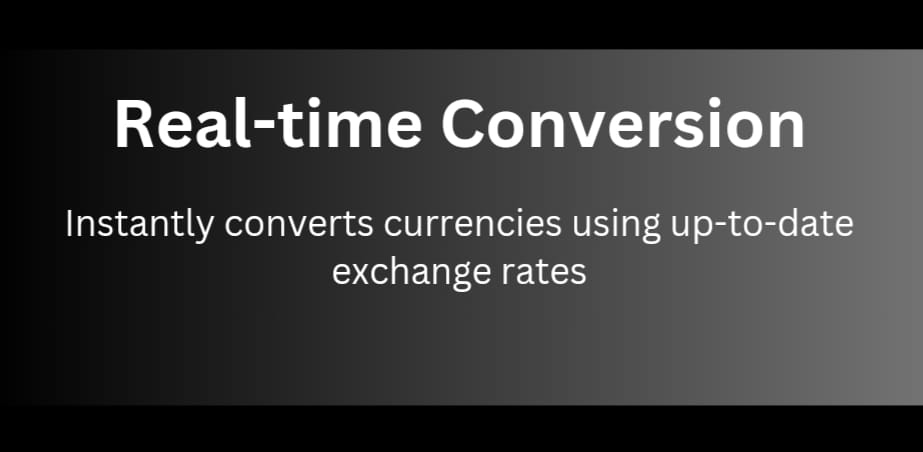 Real-time Conversion
Instantly converts currencies using up-to-date
exchange rates